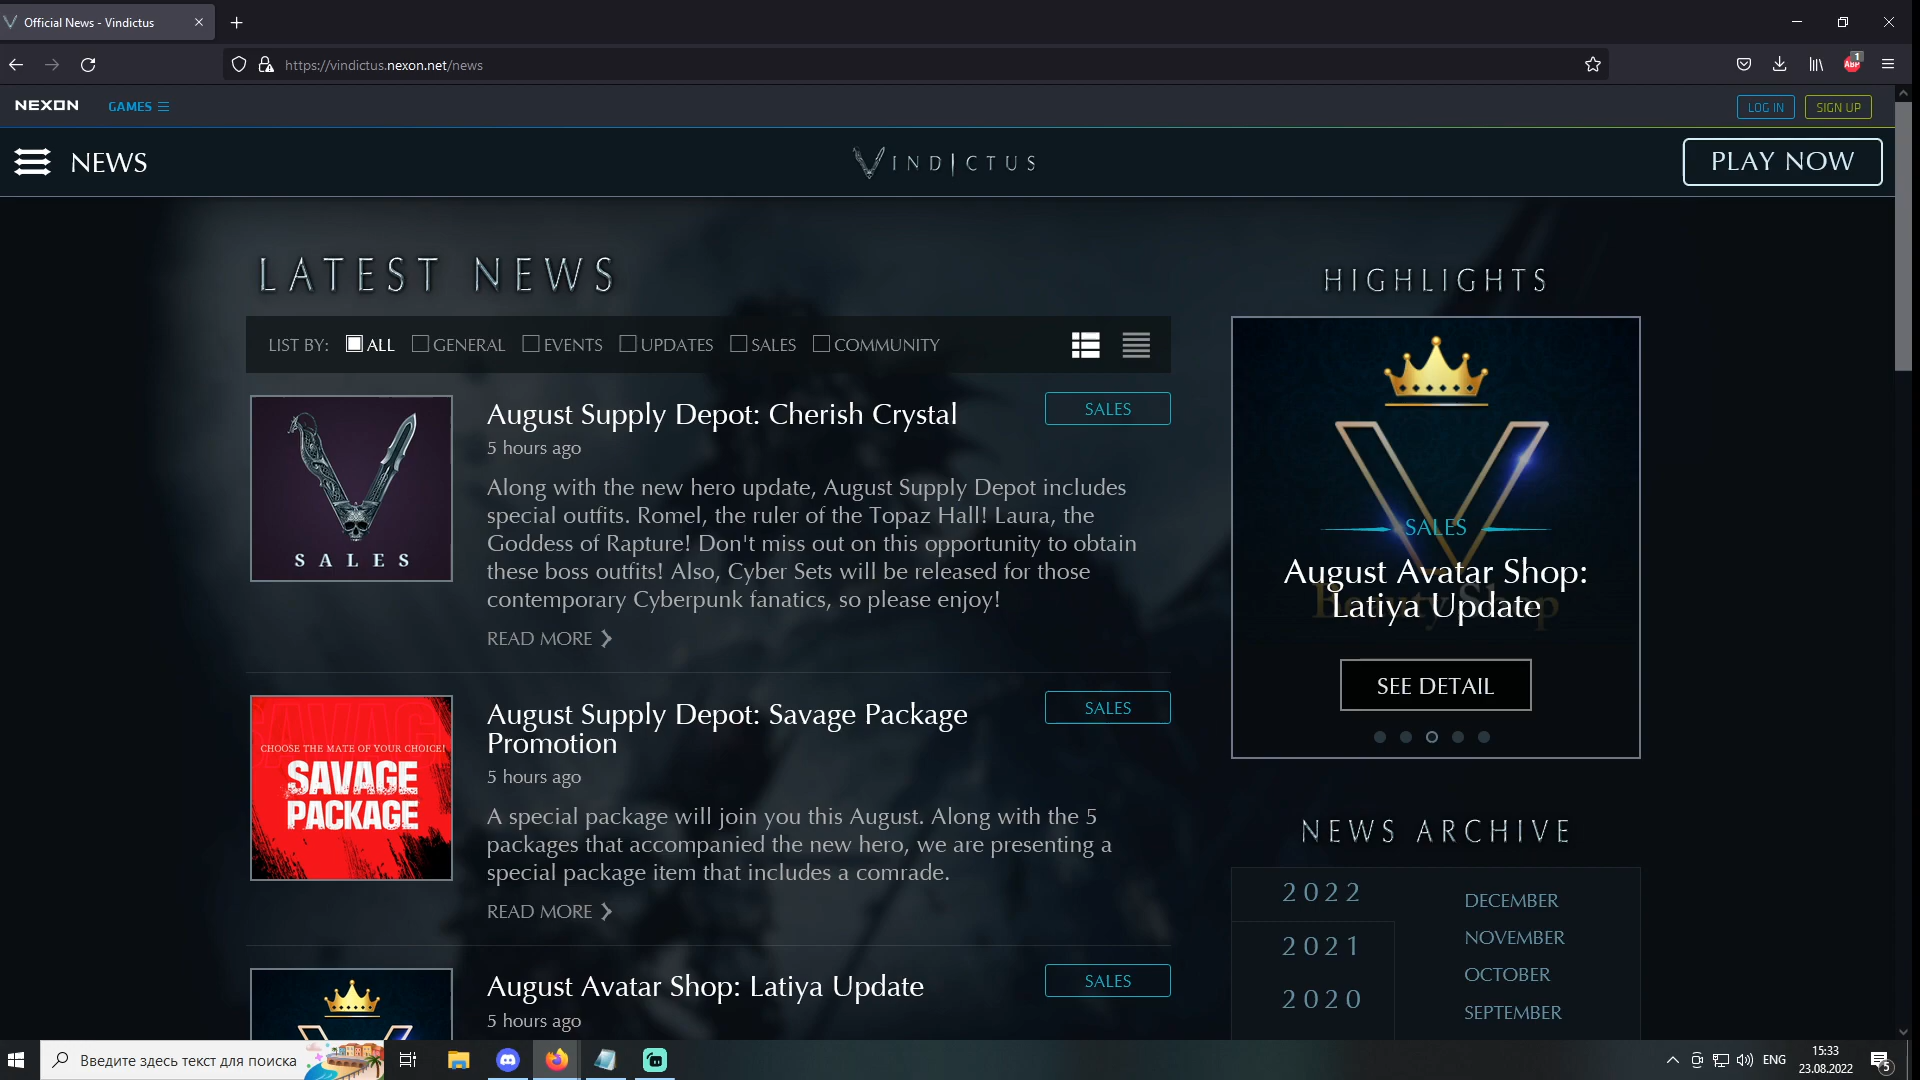 Official News - Vindictus
https://vindictus.nexon.net/news
ABP
1
NEXON
GAMES
LOG IN
SIGN UP
NEWS
VINDICTUS
PLAY NOW
LATEST NEWS
LIST BY: ALL GENERAL EVENTS UPDATES SALES COMMUNITY
SALES
August Supply Depot: Cherish Crystal
SALES
5 hours ago
Along with the new hero update, August Supply Depot includes
special outfits. Romel, the ruler of the Topaz Hall! Laura, the
Goddess of Rapture! Don't miss out on this opportunity to obtain
these boss outfits! Also, Cyber Sets will be released for those
contemporary Cyberpunk fanatics, so please enjoy!
READ MORE
SAVAGE
CHOOSE THE MATE OF YOUR CHOICE!
SAVAGE
PACKAGE
August Supply Depot: Savage Package
Promotion
SALES
5 hours ago
A special package will join you this August. Along with the 5
packages that accompanied the new hero, we are presenting a
special package item that includes a comrade.
READ MORE
August Avatar Shop: Latiya Update
SALES
5 hours ago
HIGHLIGHTS
SALES
August Avatar Shop:
Latiya Update
Beauty Shop
SEE DETAIL
NEWS ARCHIVE
2022
2021
2020
DECEMBER
NOVEMBER
OCTOBER
SEPTEMBER
Введите здесь текст для поиска
ENG
15:33
23.08.2022
5